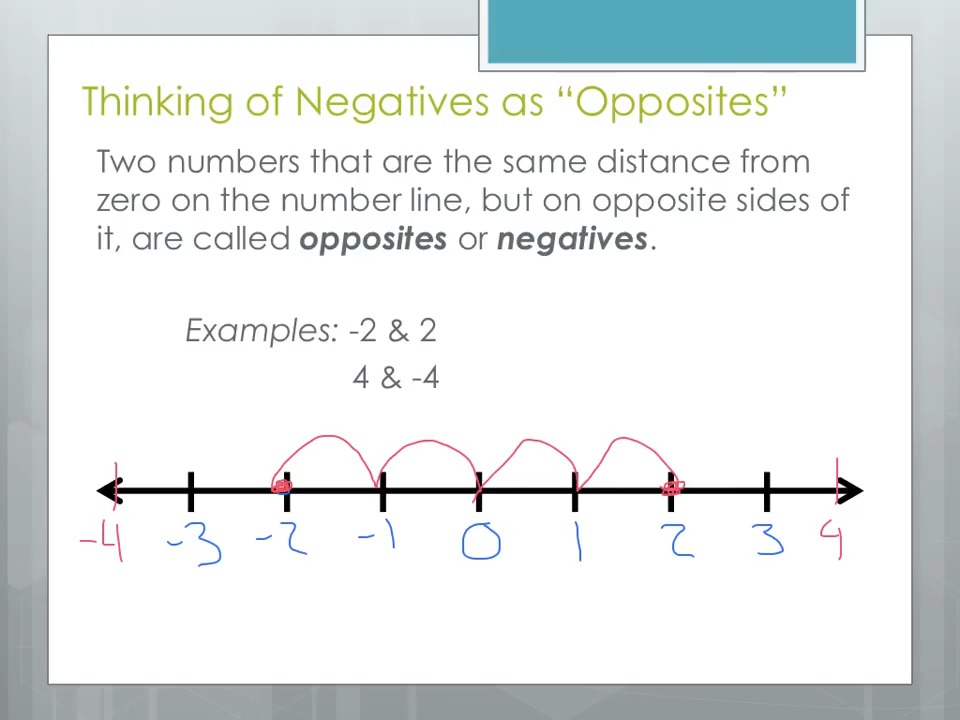 Thinking of Negatives as “Opposites”
Two numbers that are the same distance from
zero on the number line, but on opposite sides of
it, are called opposites or negatives.
Examples: -2 & 2
4 & -4
-4 -3 -2 -1 0 1 2 3 4